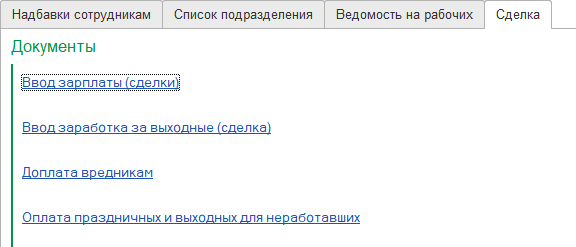 Надбавки сотрудникам Список подразделения Ведомость на рабочих Сделка
Документы
Ввод зарплаты (сделки)
Ввод заработка за выходные (сделка)
Доплата вредникам
Оплата праздничных и выходных для неработавших